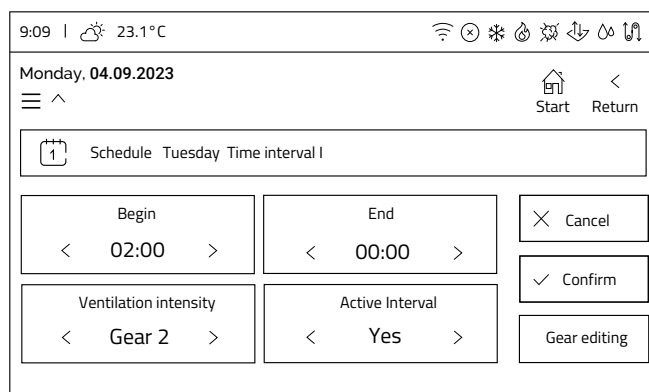 9:09 | 23.1°C
Monday, 04.09.2023
Start Return
1 Schedule Tuesday Time interval I
Begin
< 02:00 >
End
< 00:00 >
Cancel
Confirm
Ventilation intensity
< Gear 2 >
Active Interval
< Yes >
Gear editing